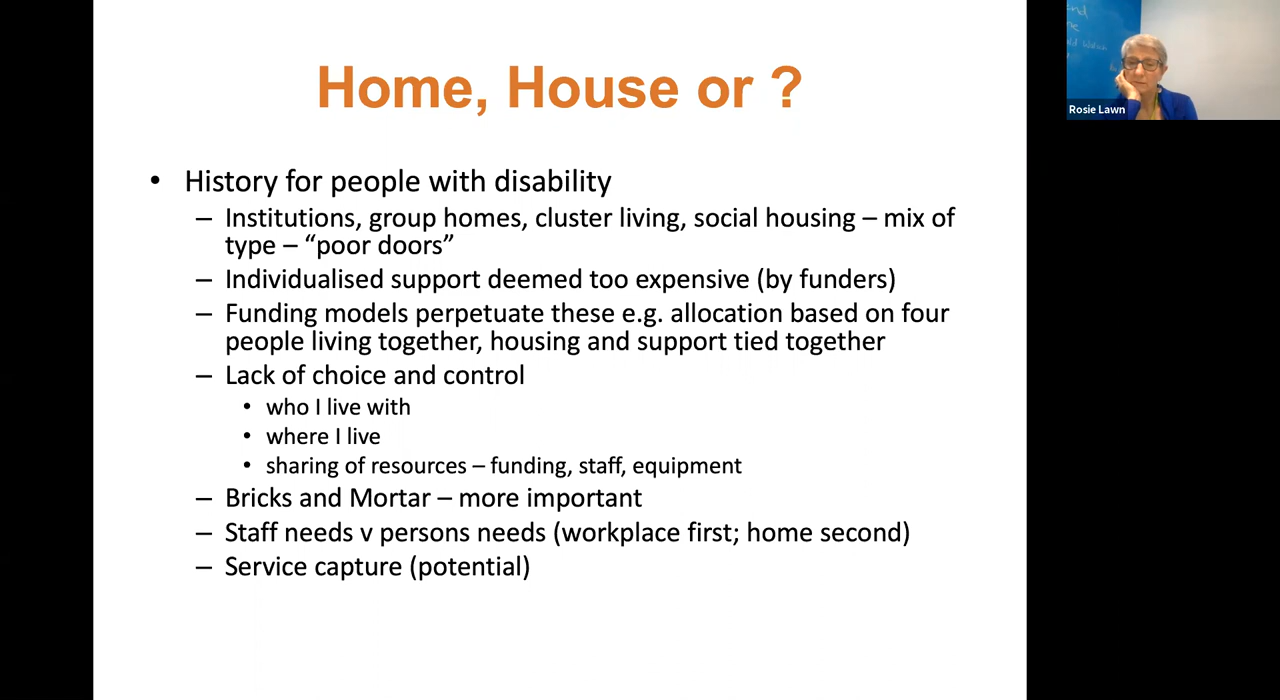 Home, House or ?
• History for people with disability
– Institutions, group homes, cluster living, social housing – mix of
type – “poor doors”
– Individualised support deemed too expensive (by funders)
– Funding models perpetuate these e.g. allocation based on four
people living together, housing and support tied together
– Lack of choice and control
• who I live with
• where I live
• sharing of resources – funding, staff, equipment
– Bricks and Mortar – more important
– Staff needs v persons needs (workplace first; home second)
– Service capture (potential)
Rosie Lawn